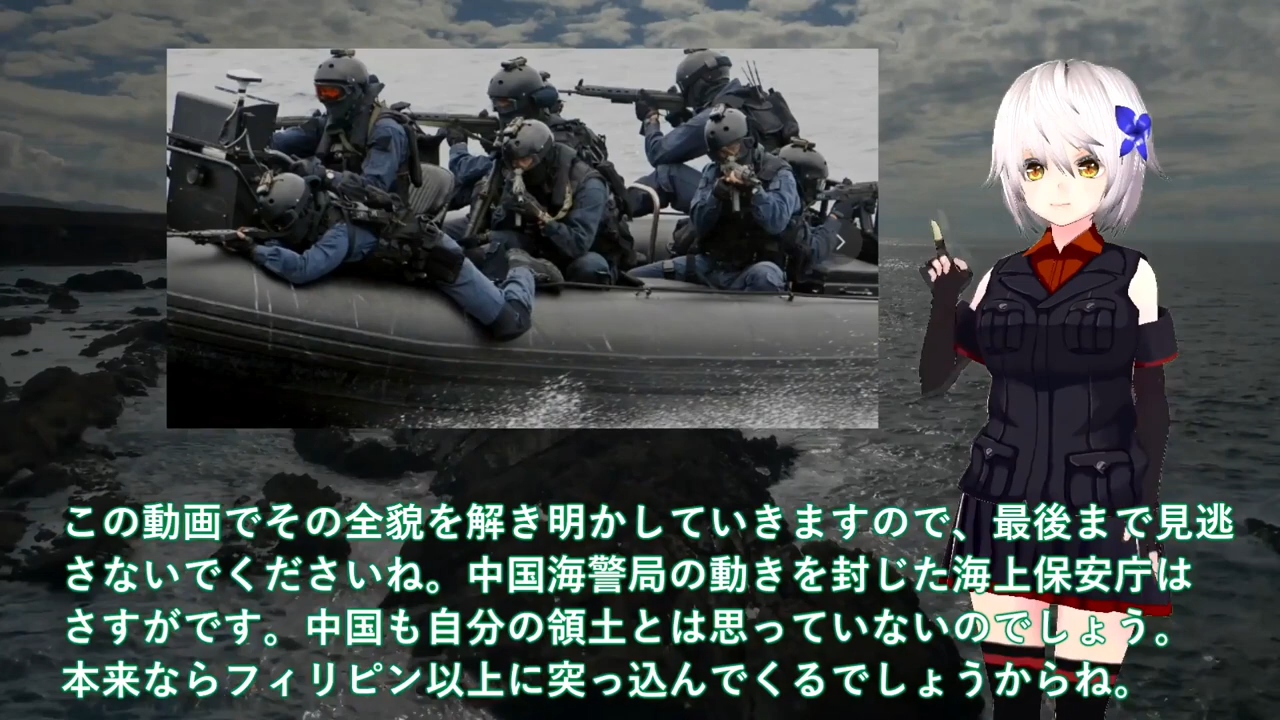 この動画でその全貌を解き明かしていきますので、最後まで見逃
さないでくださいね。中国海警局の動きを封じた海上保安庁は
さすがです。中国も自分の領土とは思っていないのでしょう。
本来ならフィリピン以上に突っ込んでくるでしょうからね。